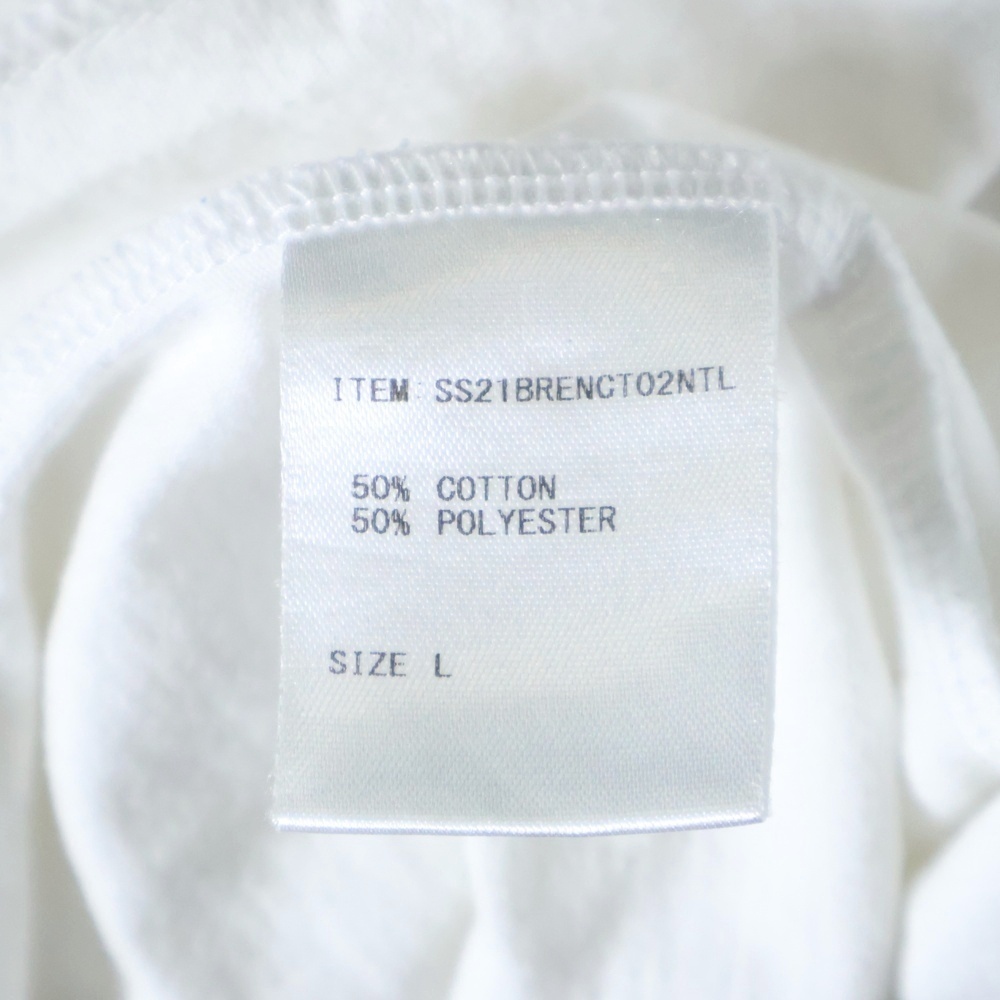 ITEM SS21BRENCT02NTL
50% COTTON
50% POLYESTER
SIZE L